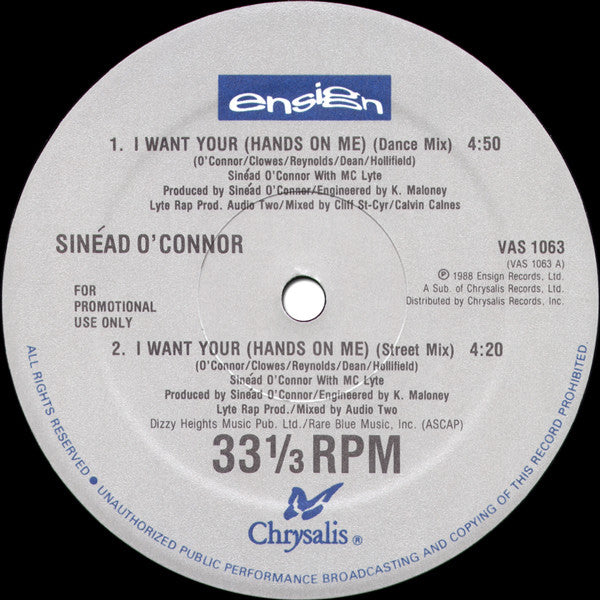 ensign
1. I WANT YOUR (HANDS ON ME) (Dance Mix) 4:50
(O'Connor/Clowes/Reynolds/Dean/Hollifield)
Sinéad O'Connor With MC Lyte
Produced by Sinéad O'Connor/Engineered by K. Maloney
Lyte Rap Prod. Audio Two/Mixed by Cliff St-Cyr/Calvin Calnes
SINÉAD O'CONNOR
VAS 1063
(VAS 1063 A)
℗ 1988 Ensign Records, Ltd.
A Sub. of Chrysalis Records, Ltd.
Distributed by Chrysalis Records, Inc.
FOR
PROMOTIONAL
USE ONLY
2. I WANT YOUR (HANDS ON ME) (Street Mix) 4:20
(O'Connor/Clowes/Reynolds/Dean/Hollifield)
Sinéad O'Connor With MC Lyte
Produced by Sinéad O'Connor/Engineered by K. Maloney
Lyte Rap Prod./Mixed by Audio Two
Dizzy Heights Music Pub. Ltd./Rare Blue Music, Inc. (ASCAP)
33 1/3 RPM
Chrysalis ®
ALL RIGHTS RESERVED • UNAUTHORIZED PUBLIC PERFORMANCE BROADCASTING AND COPYING OF THIS RECORD PROHIBITED.